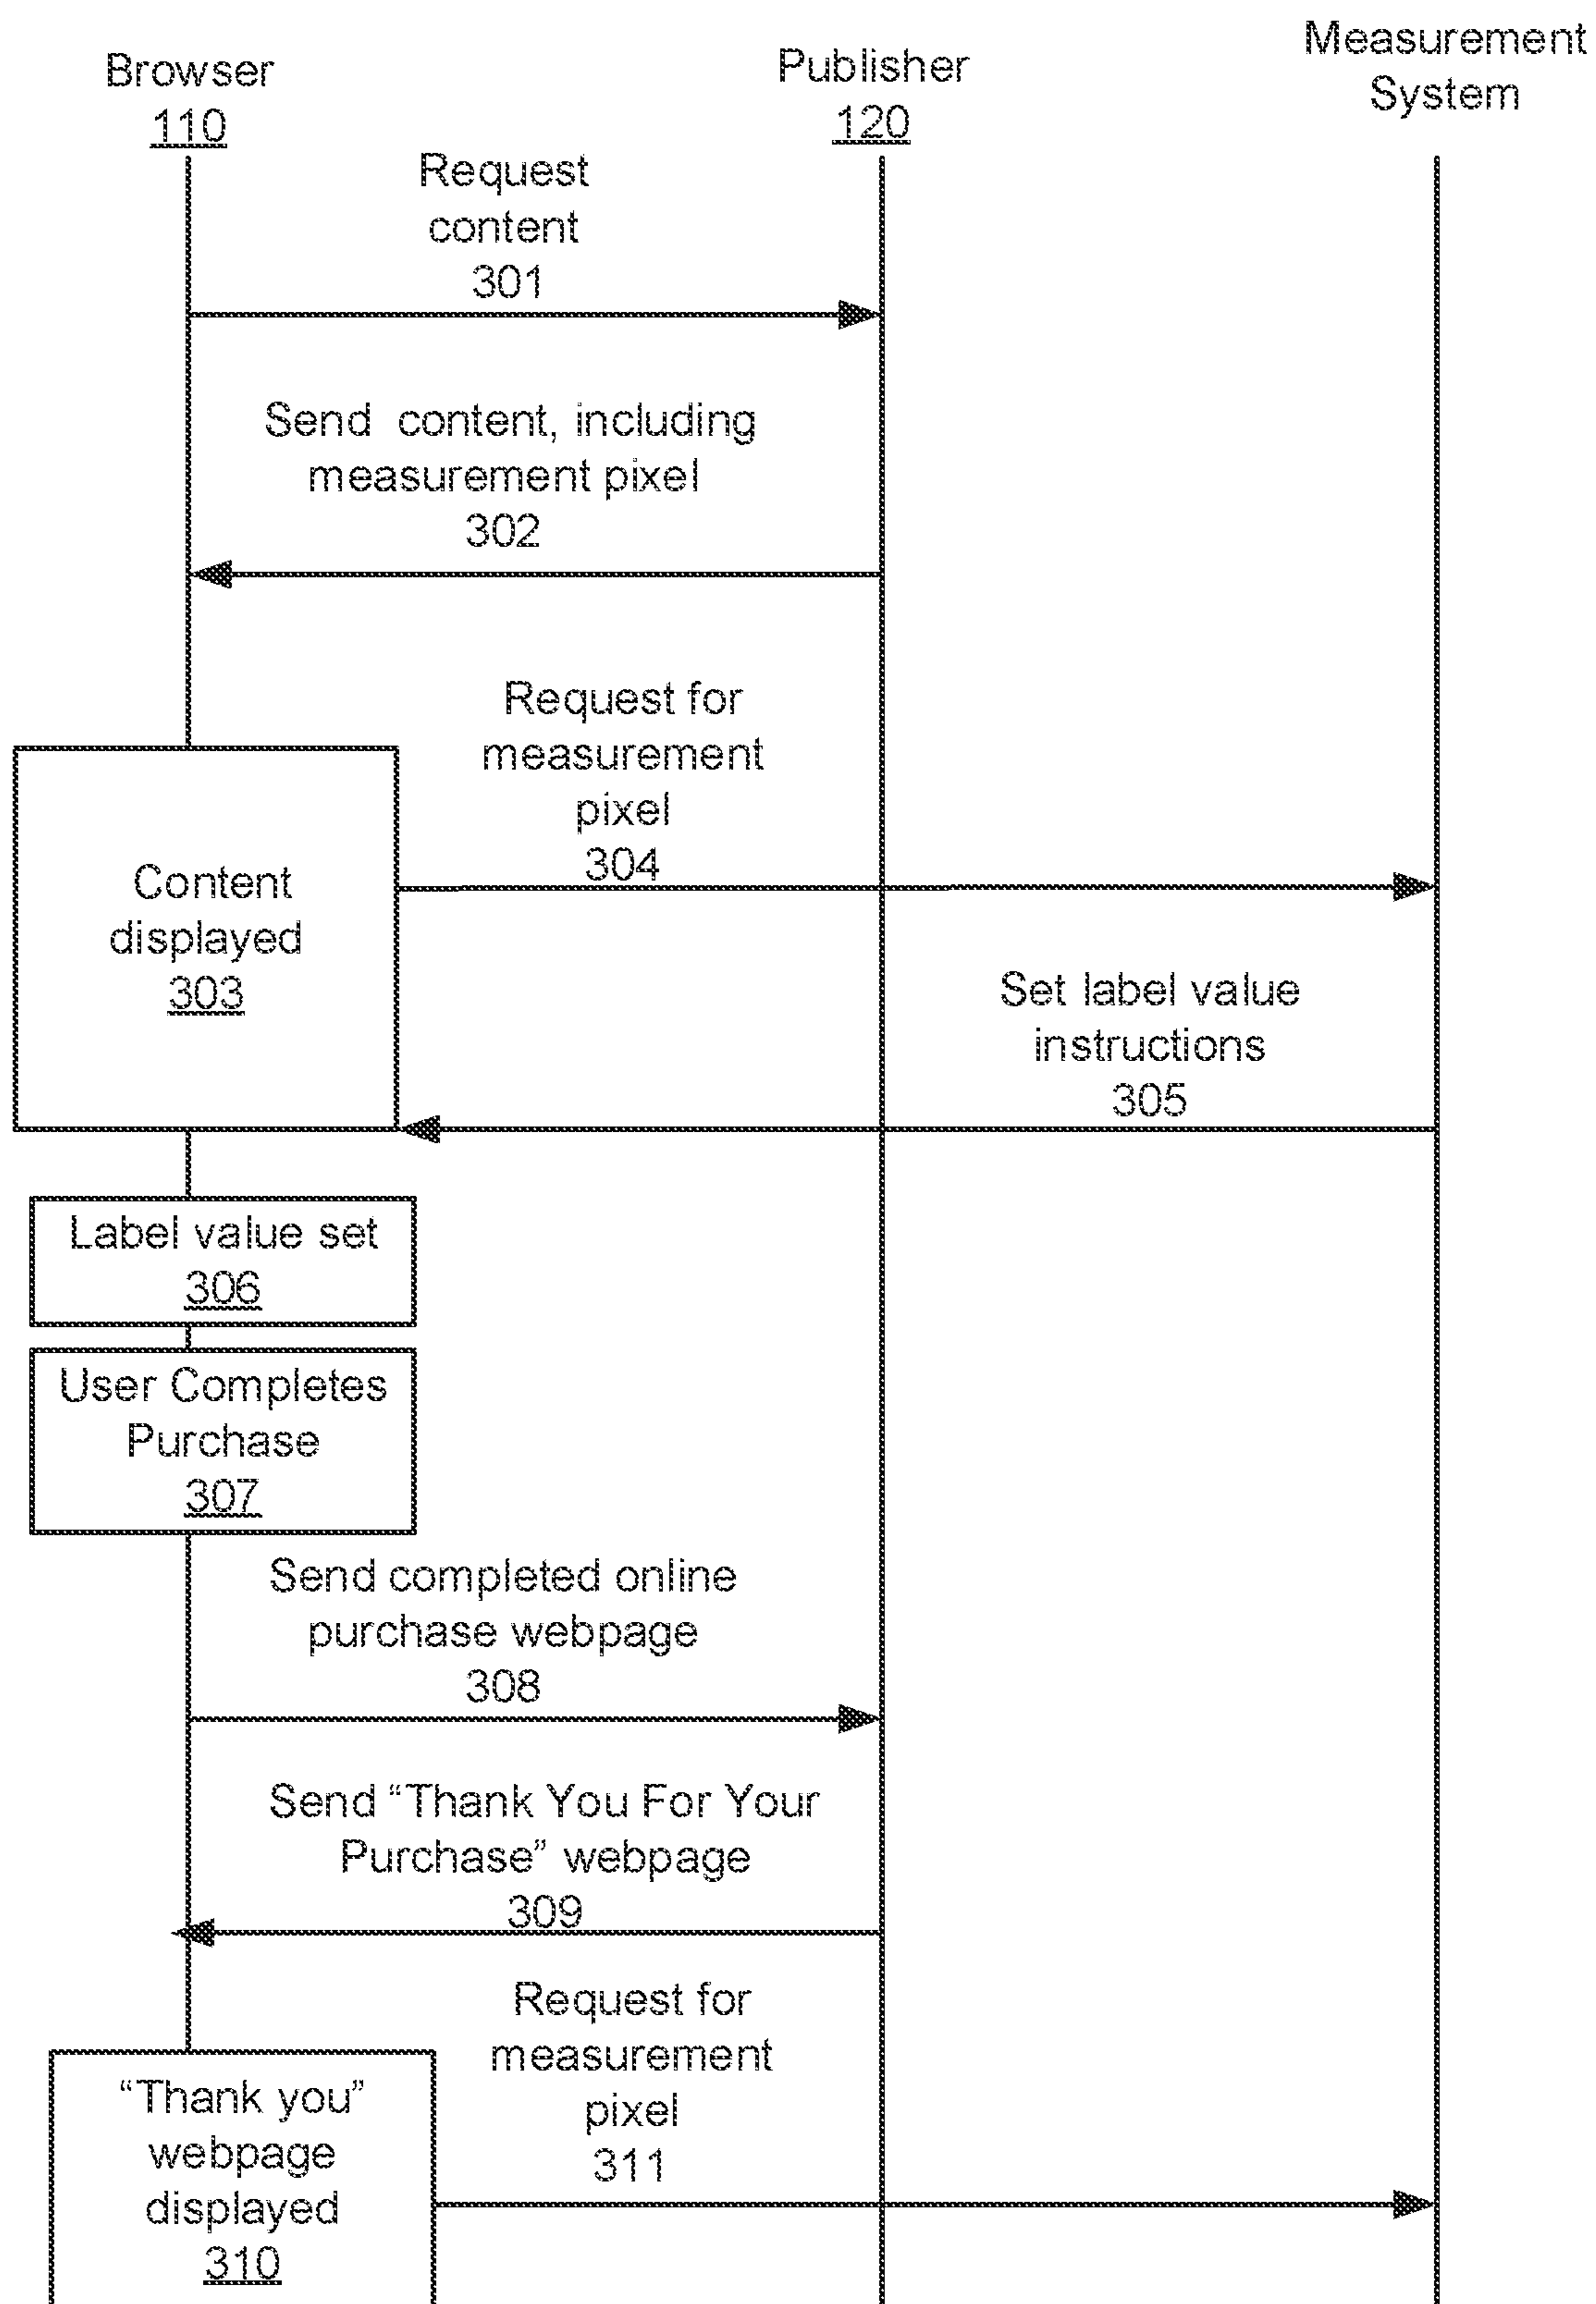 Browser
110
Publisher
120
Measurement
System
Request
content
301
Send content, including
measurement pixel
302
Request for
measurement
pixel
304
Content
displayed
303
Set label value
instructions
305
Label value set
306
User Completes
Purchase
307
Send completed online
purchase webpage
308
Send “Thank You For Your
Purchase” webpage
309
Request for
measurement
pixel
311
“Thank you”
webpage
displayed
310